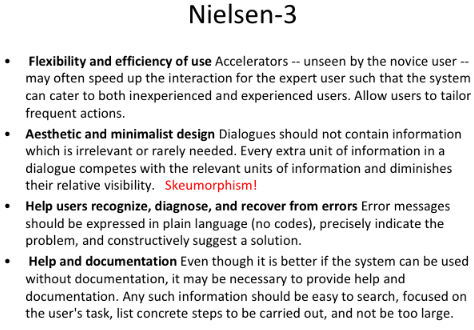 Nielsen-3
• Flexibility and efficiency of use Accelerators -- unseen by the novice user --
may often speed up the interaction for the expert user such that the system
can cater to both inexperienced and experienced users. Allow users to tailor
frequent actions.
• Aesthetic and minimalist design Dialogues should not contain information
which is irrelevant or rarely needed. Every extra unit of information in a
dialogue competes with the relevant units of information and diminishes
their relative visibility. Skeumorphism!
• Help users recognize, diagnose, and recover from errors Error messages
should be expressed in plain language (no codes), precisely indicate the
problem, and constructively suggest a solution.
• Help and documentation Even though it is better if the system can be used
without documentation, it may be necessary to provide help and
documentation. Any such information should be easy to search, focused on
the user's task, list concrete steps to be carried out, and not be too large.